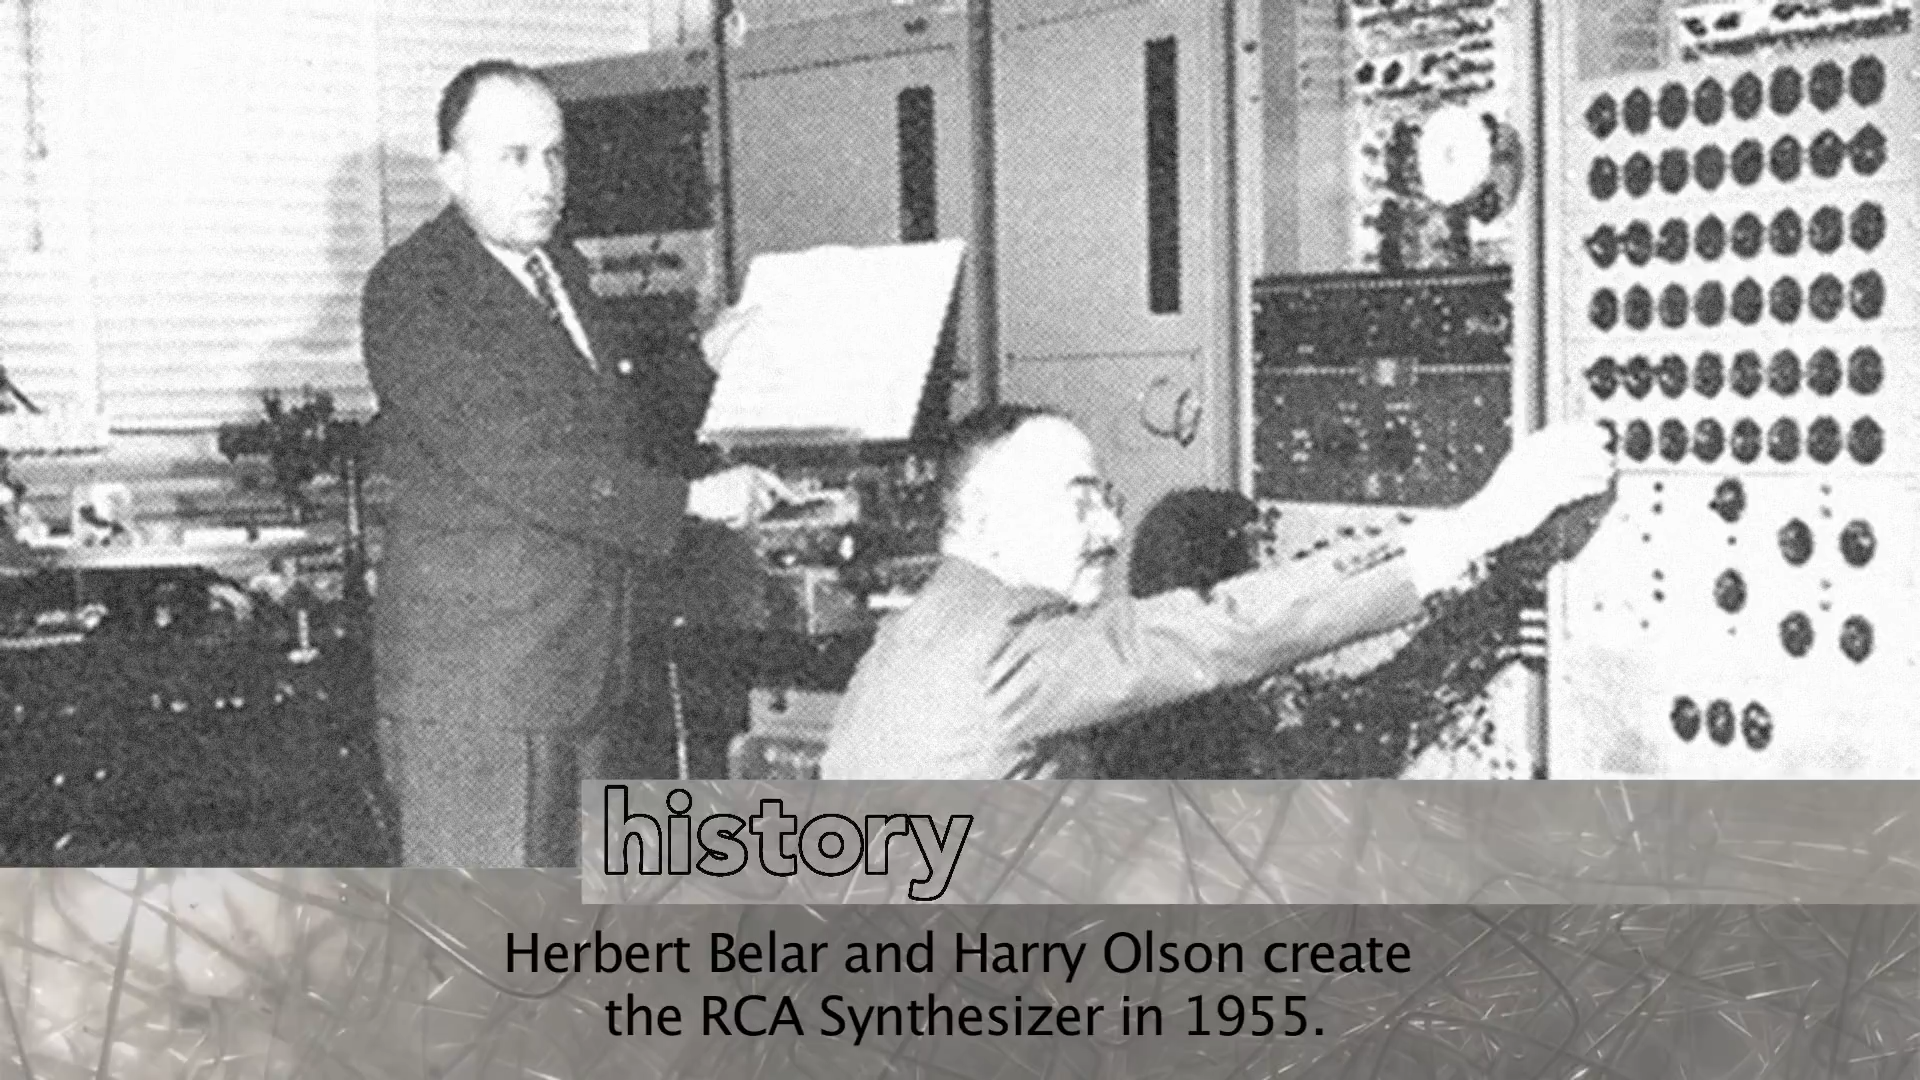 history
Herbert Belar and Harry Olson create
the RCA Synthesizer in 1955.